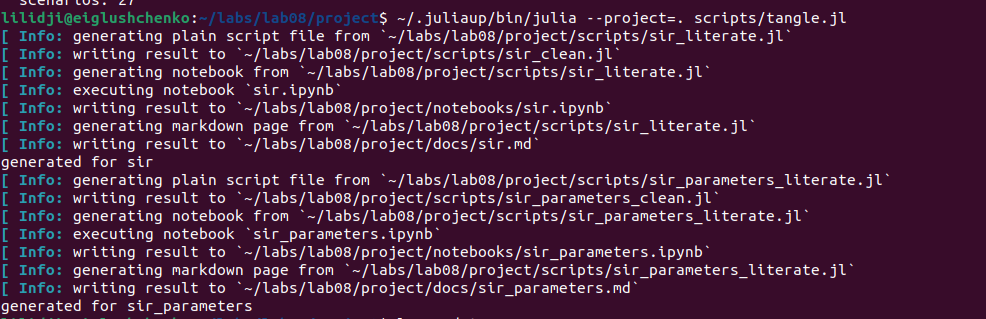 scenarios: 27
lilidji@eiglushchenko:~/labs/lab08/project$ ~/.juliaup/bin/julia --project=. scripts/tangle.jl
[ Info: generating plain script file from `~/labs/lab08/project/scripts/sir_literate.jl`
[ Info: writing result to `~/labs/lab08/project/scripts/sir_clean.jl
[ Info: generating notebook from `~/labs/lab08/project/scripts/sir_literate.jl`
[ Info: executing notebook `sir.ipynb`
[ Info: writing result to `~/labs/lab08/project/notebooks/sir.ipynb`
[ Info: generating markdown page from `~/labs/lab08/project/scripts/sir_literate.jl`
[ Info: writing result to `~/labs/lab08/project/docs/sir.md`
generated for sir
[ Info: generating plain script file from `~/labs/lab08/project/scripts/sir_parameters_literate.jl`
[ Info: writing result to `~/labs/lab08/project/scripts/sir_parameters_clean.jl`
[ Info: generating notebook from `~/labs/lab08/project/scripts/sir_parameters_literate.jl`
[ Info: executing notebook `sir_parameters.ipynb`
[ Info: writing result to `~/labs/lab08/project/notebooks/sir_parameters.ipynb`
[ Info: generating markdown page from `~/labs/lab08/project/scripts/sir_parameters_literate.jl`
[ Info: writing result to `~/labs/lab08/project/docs/sir_parameters.md`
generated for sir_parameters